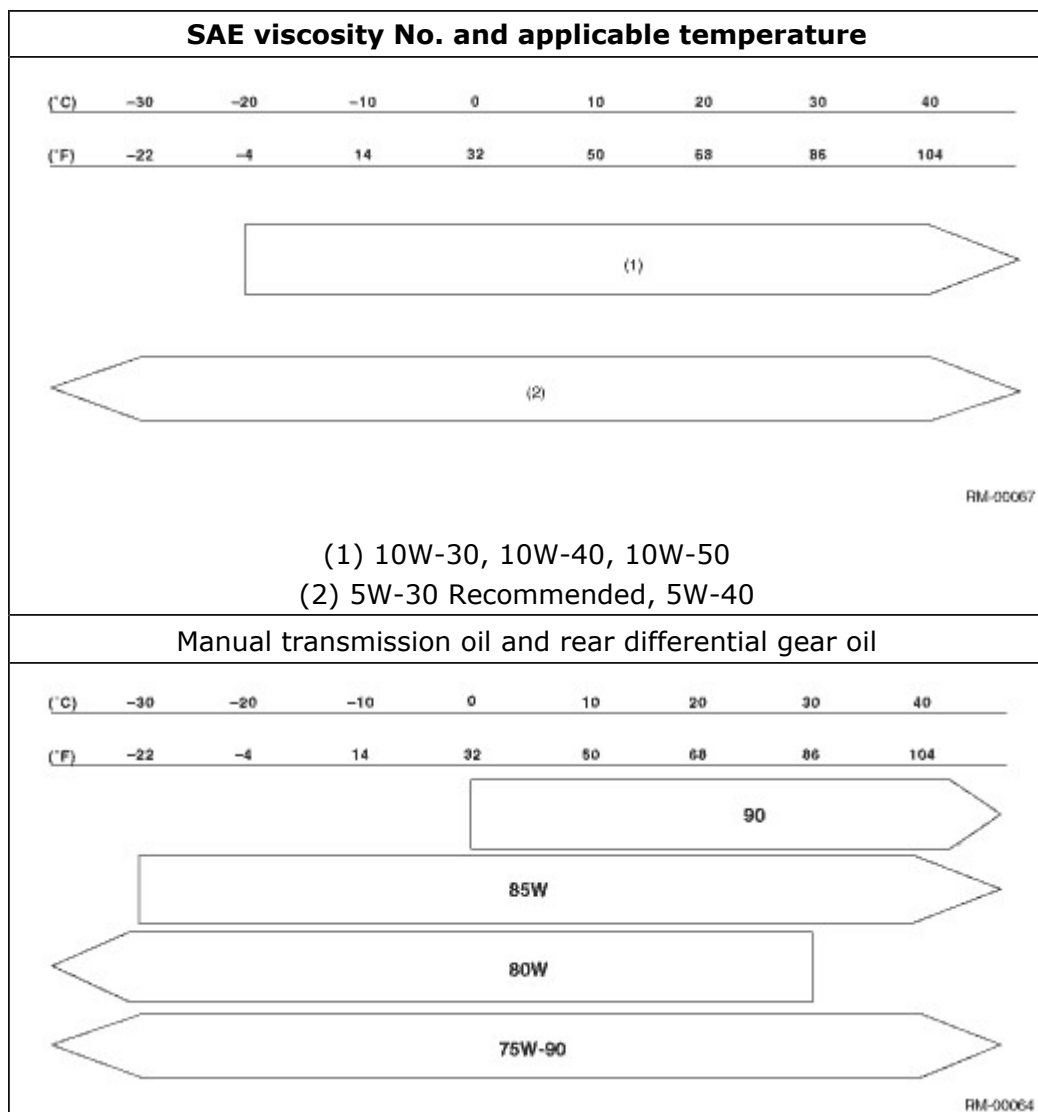 SAE viscosity No. and applicable temperature
(˚C) –30 –20 –10 0 10 20 30 40
(˚F) –22 –4 14 32 50 68 86 104
(1)
(2)
RM-00067
(1) 10W-30, 10W-40, 10W-50
(2) 5W-30 Recommended, 5W-40
Manual transmission oil and rear differential gear oil
(˚C) –30 –20 –10 0 10 20 30 40
(˚F) –22 –4 14 32 50 68 86 104
90
85W
80W
75W-90
RM-00064